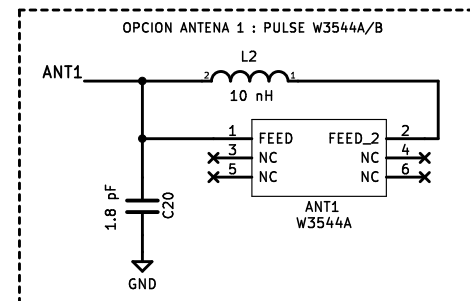 OPCION ANTENA 1 : PULSE W3544A/B
L2
ANT1
2 1
10 nH
1 FEED FEED_2 2
3 NC NC 4
5 NC NC 6
ANT1
W3544A
1.8 pF
C20
GND